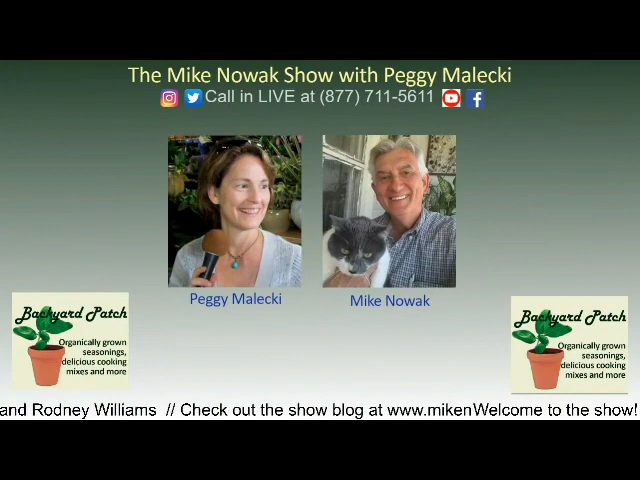 The Mike Nowak Show with Peggy Malecki
Call in LIVE at (877) 711-5611
Peggy Malecki
Mike Nowak
Backyard Patch
Organically grown
seasonings,
delicious cooking
mixes and more
Backyard Patch
Organically grown
seasonings,
delicious cooking
mixes and more
and Rodney Williams // Check out the show blog at www.mikenWelcome to the show!